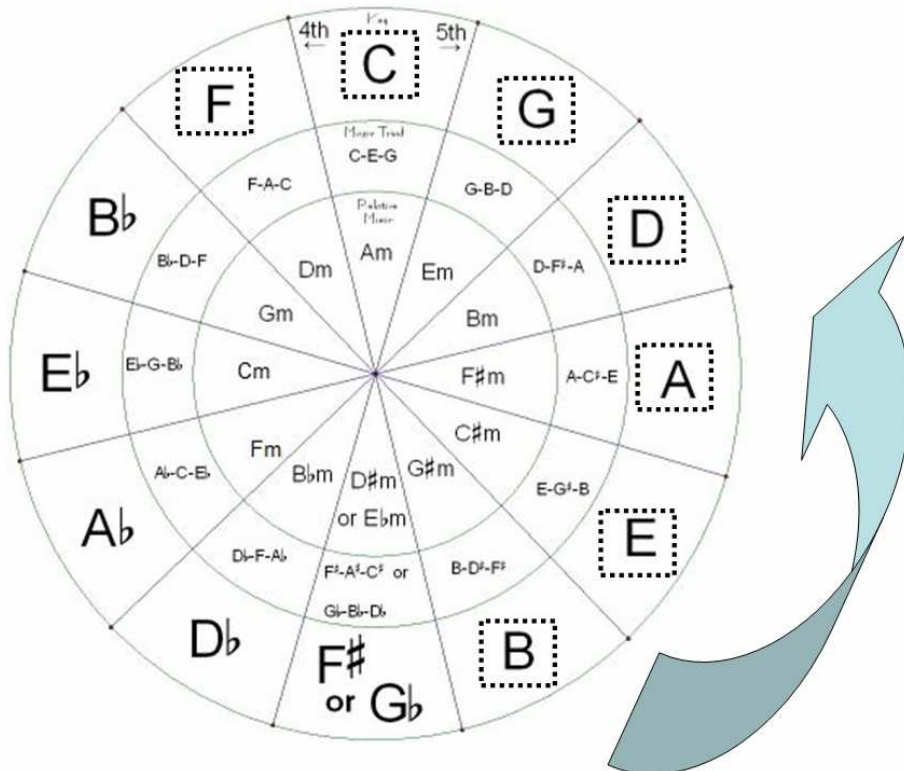 Key
4th 5th
← →
C
G
D
A
E
B
F♯
or G♭
D♭
A♭
E♭
B♭
F
Major Triad
C-E-G
G-B-D
D-F♯-A
A-C♯-E
E-G♯-B
B-D♯-F♯
F♯-A♯-C♯ or
G♭-B♭-D♭
D♭-F-A♭
A♭-C-E♭
E♭-G-B♭
B♭-D-F
F-A-C
Relative
Minor
Am
Em
Bm
F♯m
C♯m
G♯m
D♯m
or E♭m
B♭m
Fm
Cm
Gm
Dm